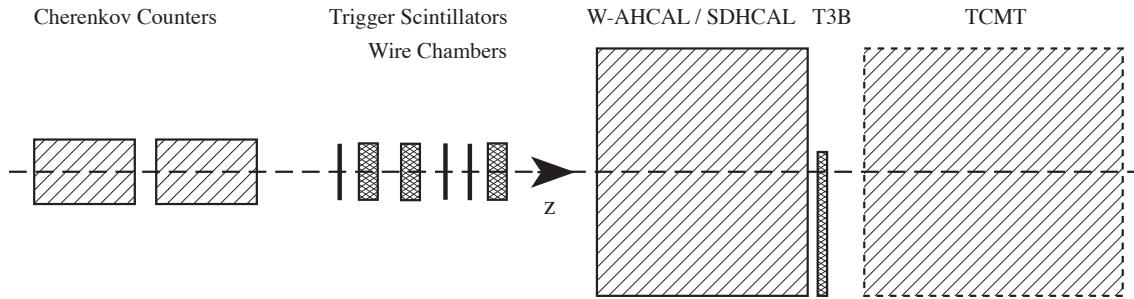 Cherenkov Counters
Trigger Scintillators
Wire Chambers
W-AHCAL / SDHCAL
T3B
TCMT
z